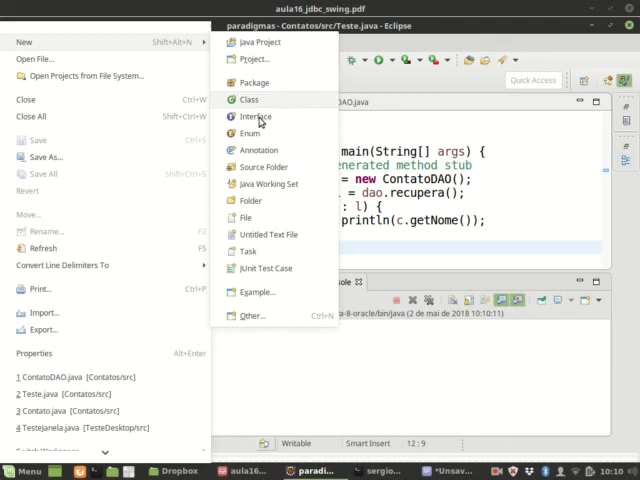 aula16_jdbc_swing.pdf
paradigmas - Contatos/src/Teste.java - Eclipse
New Shift+Alt+N
Open File...
Open Projects from File System...
Close Ctrl+W
Close All Shift+Ctrl+W
Save Ctrl+S
Save As...
Save All Shift+Ctrl+S
Revert
Move...
Rename... F2
Refresh F5
Convert Line Delimiters To
Print... Ctrl+P
Import...
Export...
Properties Alt+Enter
1 ContatoDAO.java [Contatos/src]
2 Teste.java [Contatos/src]
3 Contato.java [Contatos/src]
4 TesteJanela.java [TesteDesktop/src]
Java Project
Project...
Package
Class
Interface
Enum
Annotation
Source Folder
Java Working Set
Folder
File
Untitled Text File
Task
JUnit Test Case
Example...
Other... Ctrl+N
Quick Access
DAO.java
main(String[] args) {
enerated method stub
= new ContatoDAO();
= dao.recupera();
: l) {
println(c.getNome());
sole
a-8-oracle/bin/java (2 de mai de 2018 10:10:11)
Writable Smart Insert 12 : 9
Menu Dropbox aula16... paradi... sergio... *Unsav... 10:10